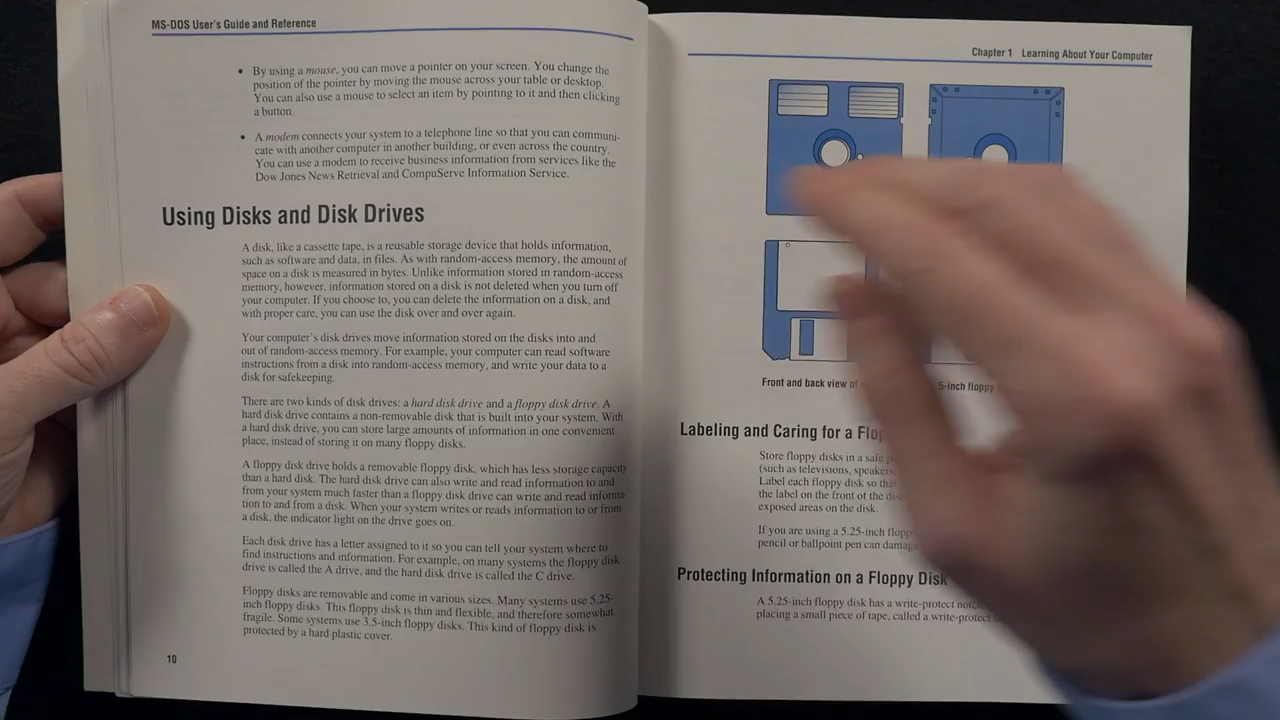 MS-DOS User's Guide and Reference
• By using a mouse, you can move a pointer on your screen. You change the
position of the pointer by moving the mouse across your table or desktop.
You can also use a mouse to select an item by pointing to it and then clicking
a button.
• A modem connects your system to a telephone line so that you can communi-
cate with another computer in another building, or even across the country.
You can use a modem to receive business information from services like the
Dow Jones News Retrieval and CompuServe Information Service.
Using Disks and Disk Drives
A disk, like a cassette tape, is a reusable storage device that holds information,
such as software and data, in files. As with random-access memory, the amount of
space on a disk is measured in bytes. Unlike information stored in random-access
memory, however, information stored on a disk is not deleted when you turn off
your computer. If you choose to, you can delete the information on a disk, and
with proper care, you can use the disk over and over again.
Your computer's disk drives move information stored on the disks into and
out of random-access memory. For example, your computer can read software
instructions from a disk into random-access memory, and write your data to a
disk for safekeeping.
There are two kinds of disk drives: a hard disk drive and a floppy disk drive. A
hard disk drive contains a non-removable disk that is built into your system. With
a hard disk drive, you can store large amounts of information in one convenient
place, instead of storing it on many floppy disks.
A floppy disk drive holds a removable floppy disk, which has less storage capacity
than a hard disk. The hard disk drive can also write and read information to and
from your system much faster than a floppy disk drive can write and read informa-
tion to and from a disk. When your system writes or reads information to or from
a disk, the indicator light on the drive goes on.
Each disk drive has a letter assigned to it so you can tell your system where to
find instructions and information. For example, on many systems the floppy disk
drive is called the A drive, and the hard disk drive is called the C drive.
Floppy disks are removable and come in various sizes. Many systems use 5.25-
inch floppy disks. This floppy disk is thin and flexible, and therefore somewhat
fragile. Some systems use 3.5-inch floppy disks. This kind of floppy disk is
protected by a hard plastic cover.
10
Chapter 1 Learning About Your Computer
Front and back view of 5-inch floppy
Labeling and Caring for a
Store floppy disks in a safe
(such as televisions, speakers,
Label each floppy disk so
the label on the front of the
exposed areas on the disk.
If you are using a 5.25-inch
pencil or ballpoint pen can
Protecting Information on a Floppy Disk
A 5.25-inch floppy disk has a write-protect
placing a small piece of tape, called a write-protect